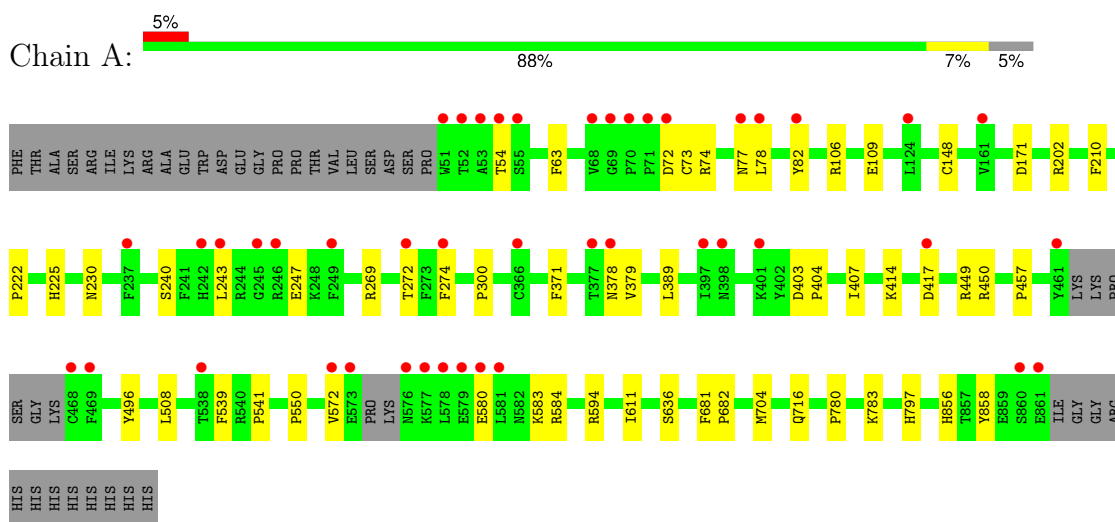 5%
Chain A:
88% 7% 5%
PHE THR ALA SER ARG ILE LYS ARG ALA GLU TRP ASP GLU GLY PRO PRO THR VAL LEU SER ASP SER PRO W51 T52 A53 T54 S55 F63 V68 G69 P70 P71 D72 C73 R74 N77 L78 Y82 R106 E109 L124 C148 V161 D171 R202 F210
P222 H225 N230 F237 S240 F241 H242 L243 R244 G245 R246 E247 K248 F249 R269 T272 F273 F274 P300 C366 F371 T377 N378 V379 L389 I397 N398 K401 Y402 D403 P404 I407 K414 D417 R449 R450 P457 Y461 LYS LYS PRO
SER GLY LYS C468 F469 Y496 L508 T538 F539 R540 P541 P550 V572 E573 PRO LYS N576 K577 L578 E579 E580 L581 N582 K583 R584 R594 I611 S636 F681 P682 M704 Q716 P780 K783 H797 H856 T857 Y858 E859 S860 E861 ILE GLY GLY ARG
HIS GLY HIS HIS HIS HIS HIS HIS HIS